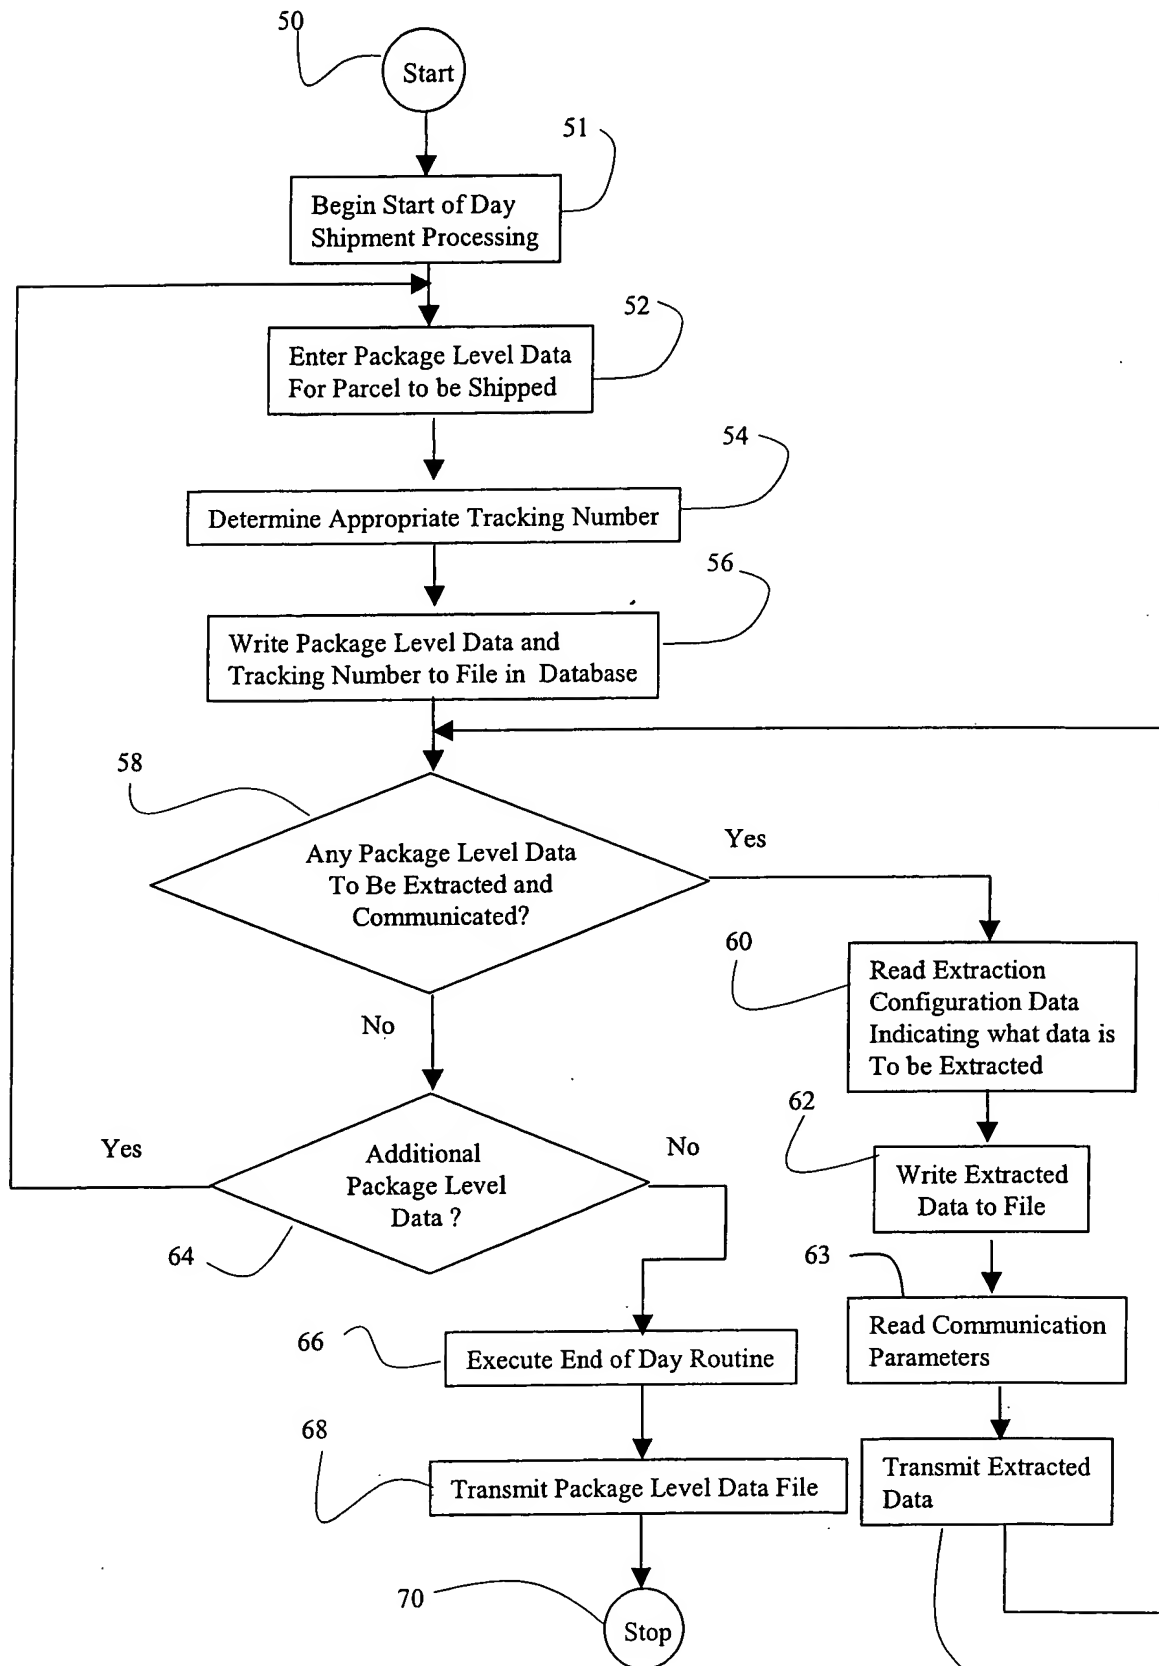 50
Start
51
Begin Start of Day
Shipment Processing
52
Enter Package Level Data
For Parcel to be Shipped
54
Determine Appropriate Tracking Number
56
Write Package Level Data and
Tracking Number to File in Database
58
Any Package Level Data
To Be Extracted and
Communicated?
Yes
No
60
Read Extraction
Configuration Data
Indicating what data is
To be Extracted
62
Write Extracted
Data to File
63
Read Communication
Parameters
Transmit Extracted
Data
Yes
Additional
Package Level
Data ?
No
64
66
Execute End of Day Routine
68
Transmit Package Level Data File
70
Stop